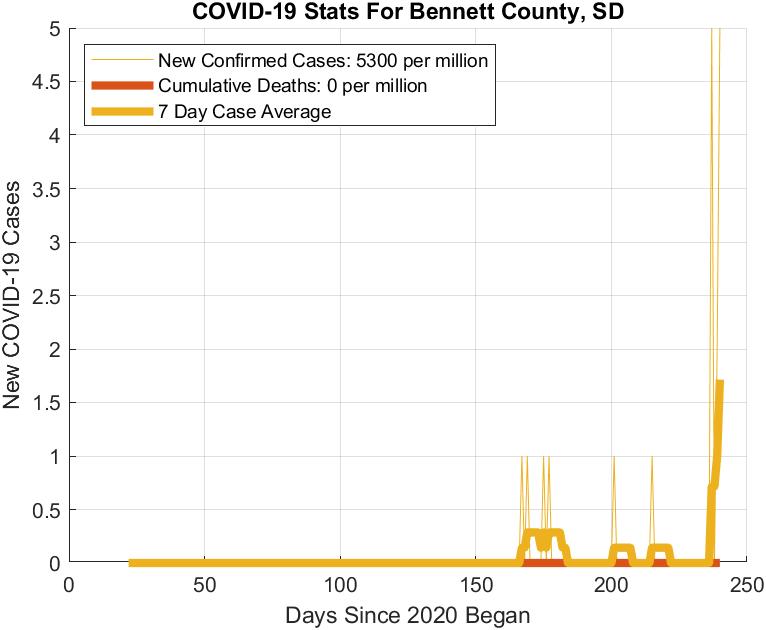 COVID-19 Stats For Bennett County, SD
New Confirmed Cases: 5300 per million
Cumulative Deaths: 0 per million
7 Day Case Average
New COVID-19 Cases
5
4.5
4
3.5
3
2.5
2
1.5
1
0.5
0
0 50 100 150 200 250
Days Since 2020 Began